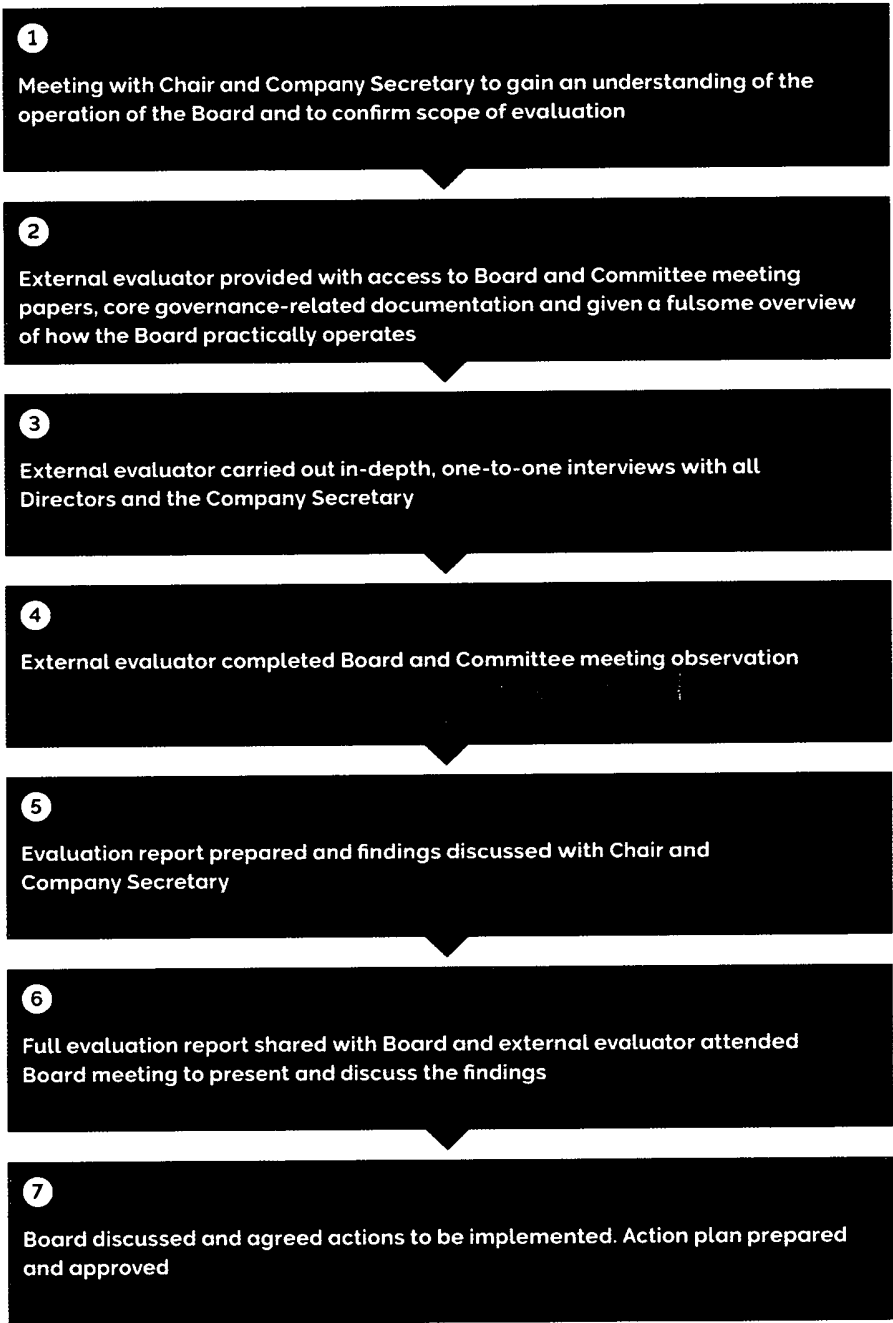 1
Meeting with Chair and Company Secretary to gain an understanding of the
operation of the Board and to confirm scope of evaluation
2
External evaluator provided with access to Board and Committee meeting
papers, core governance-related documentation and given a fulsome overview
of how the Board practically operates
3
External evaluator carried out in-depth, one-to-one interviews with all
Directors and the Company Secretary
4
External evaluator completed Board and Committee meeting observation
5
Evaluation report prepared and findings discussed with Chair and
Company Secretary
6
Full evaluation report shared with Board and external evaluator attended
Board meeting to present and discuss the findings
7
Board discussed and agreed actions to be implemented. Action plan prepared
and approved